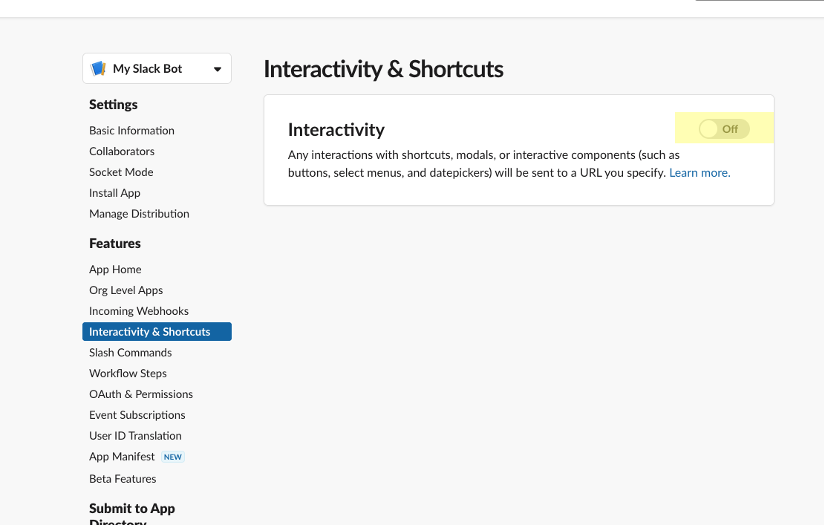 My Slack Bot
Settings
Basic Information
Collaborators
Socket Mode
Install App
Manage Distribution
Features
App Home
Org Level Apps
Incoming Webhooks
Interactivity & Shortcuts
Slash Commands
Workflow Steps
OAuth & Permissions
Event Subscriptions
User ID Translation
App Manifest NEW
Beta Features
Submit to App
Directory
Interactivity & Shortcuts
Interactivity
Off
Any interactions with shortcuts, modals, or interactive components (such as
buttons, select menus, and datepickers) will be sent to a URL you specify. Learn more.